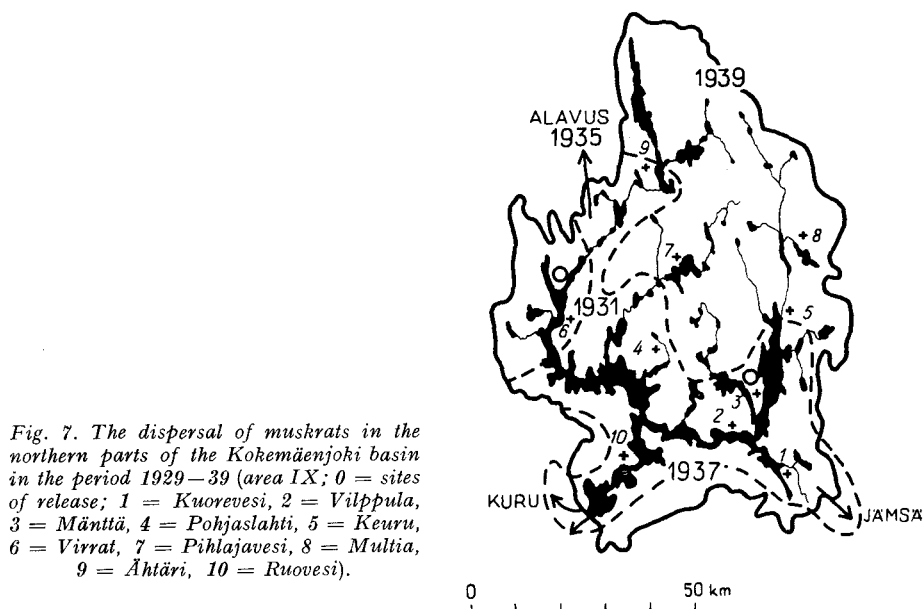 1939
ALAVUS
1935
9
8
7
1931
6
5
4
3
2
10
1937
1
KURU
JÄMSÄ
0 50 km
Fig. 7. The dispersal of muskrats in the
northern parts of the Kokemäenjoki basin
in the period 1929—39 (area IX; 0 = sites
of release; 1 = Kuorevesi, 2 = Vilppula,
3 = Mänttä, 4 = Pohjaslahti, 5 = Keuru,
6 = Virrat, 7 = Pihlajavesi, 8 = Multia,
9 = Ähtäri, 10 = Ruovesi).